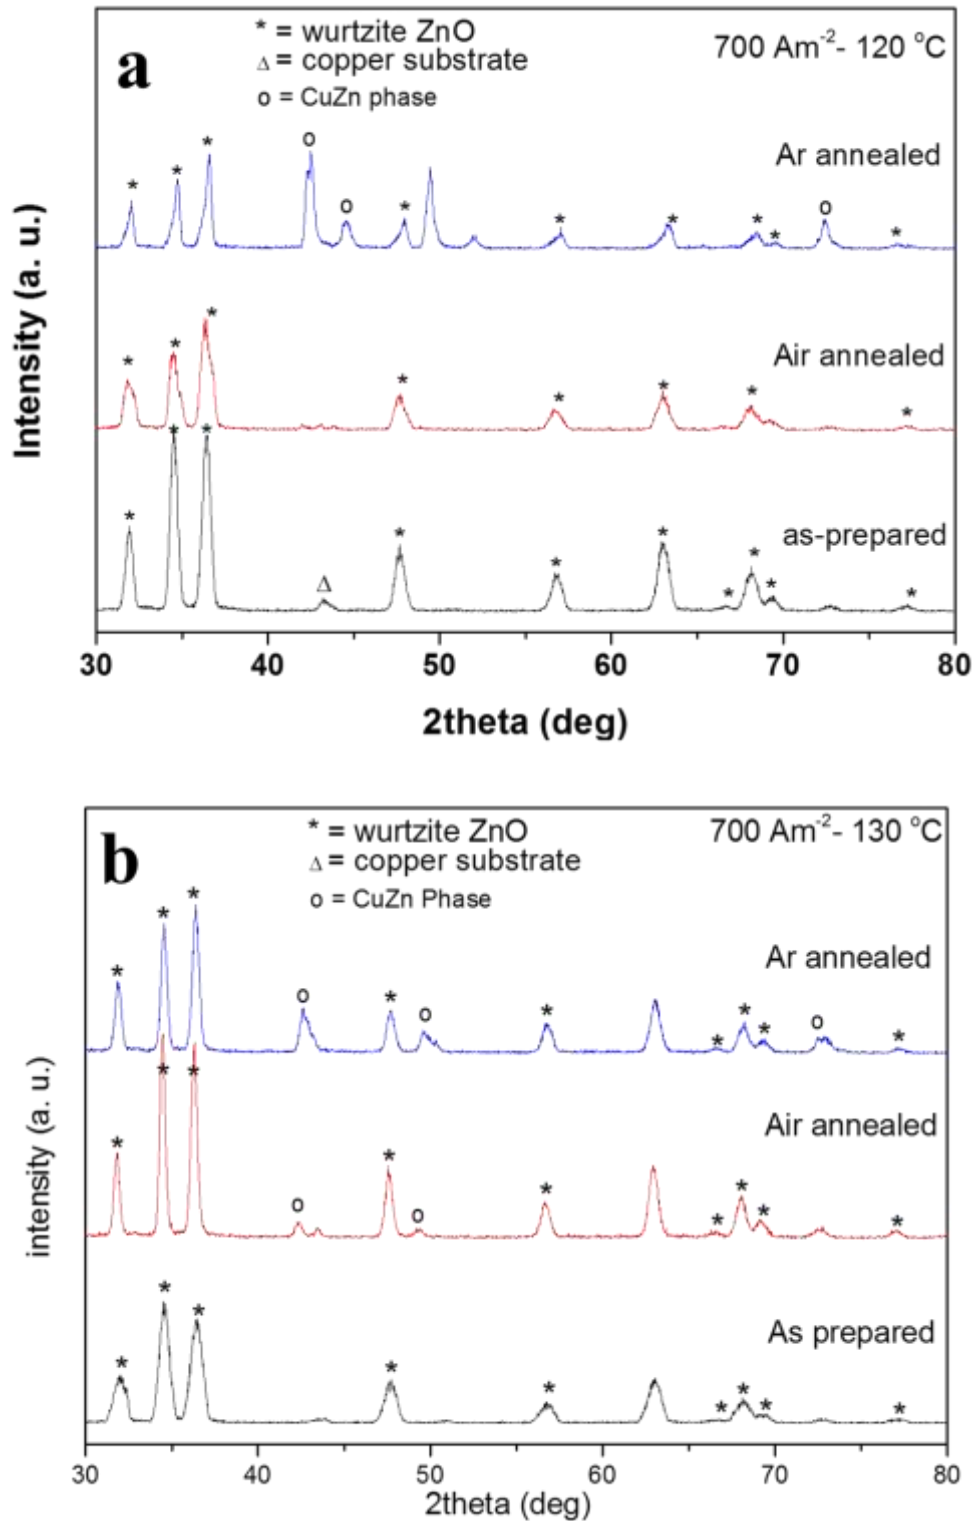 a
* = wurtzite ZnO
Δ = copper substrate
o = CuZn phase
700 Am⁻²- 120 °C
Ar annealed
Air annealed
as-prepared
Intensity (a. u.)
30 40 50 60 70 80
2theta (deg)
b
* = wurtzite ZnO
Δ = copper substrate
o = CuZn Phase
700 Am⁻²- 130 °C
Ar annealed
Air annealed
As prepared
intensity (a. u.)
30 40 50 60 70 80
2theta (deg)